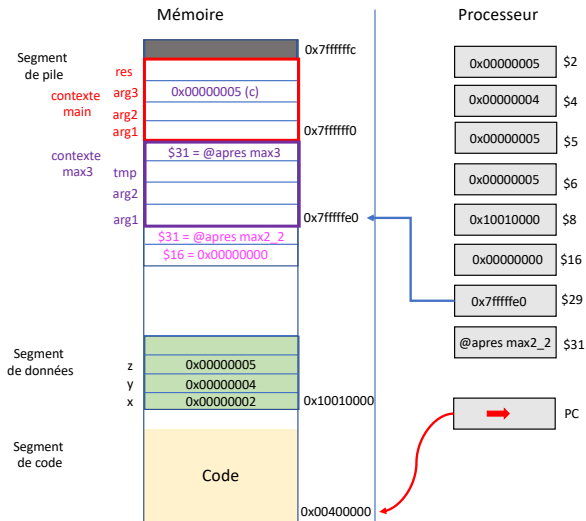 Mémoire
Processeur
0x7ffffffc
Segment
de pile
res
contexte
main
arg3
0x00000005 (c)
arg2
arg1
0x7ffffff0
contexte
max3
$31 = @apres max3
tmp
arg2
arg1
0x7fffffe0
$31 = @apres max2_2
$16 = 0x00000000
Segment
de données
z
0x00000005
y
0x00000004
x
0x00000002
0x10010000
Segment
de code
Code
0x00400000
0x00000005
$2
0x00000004
$4
0x00000005
$5
0x00000005
$6
0x10010000
$8
0x00000000
$16
0x7fffffe0
$29
@apres max2_2
$31
PC